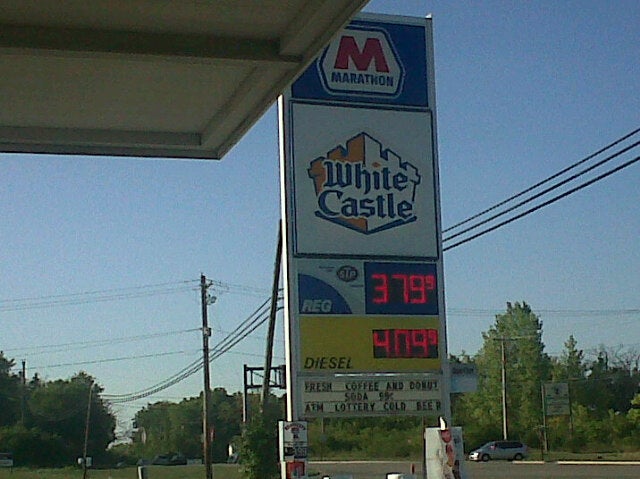 M
MARATHON
White
Castle
STP
REG 3.79 9
DIESEL 4.09 9
FRESH COFFEE AND DONUT
SODA 99¢
ATM LOTTERY COLD BEER